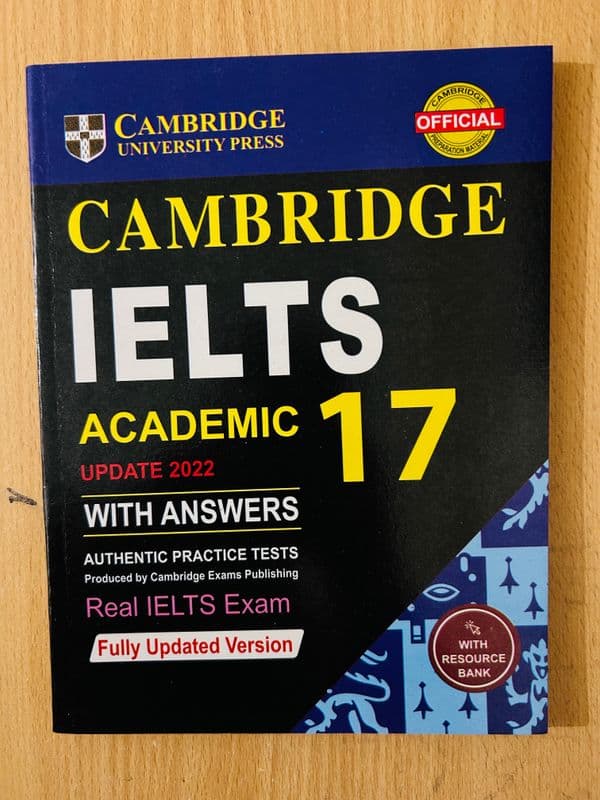 CAMBRIDGE
UNIVERSITY PRESS
CAMBRIDGE
OFFICIAL
PREPARATION MATERIAL
CAMBRIDGE
IELTS
ACADEMIC 17
UPDATE 2022
WITH ANSWERS
AUTHENTIC PRACTICE TESTS
Produced by Cambridge Exams Publishing
Real IELTS Exam
Fully Updated Version
WITH
RESOURCE
BANK